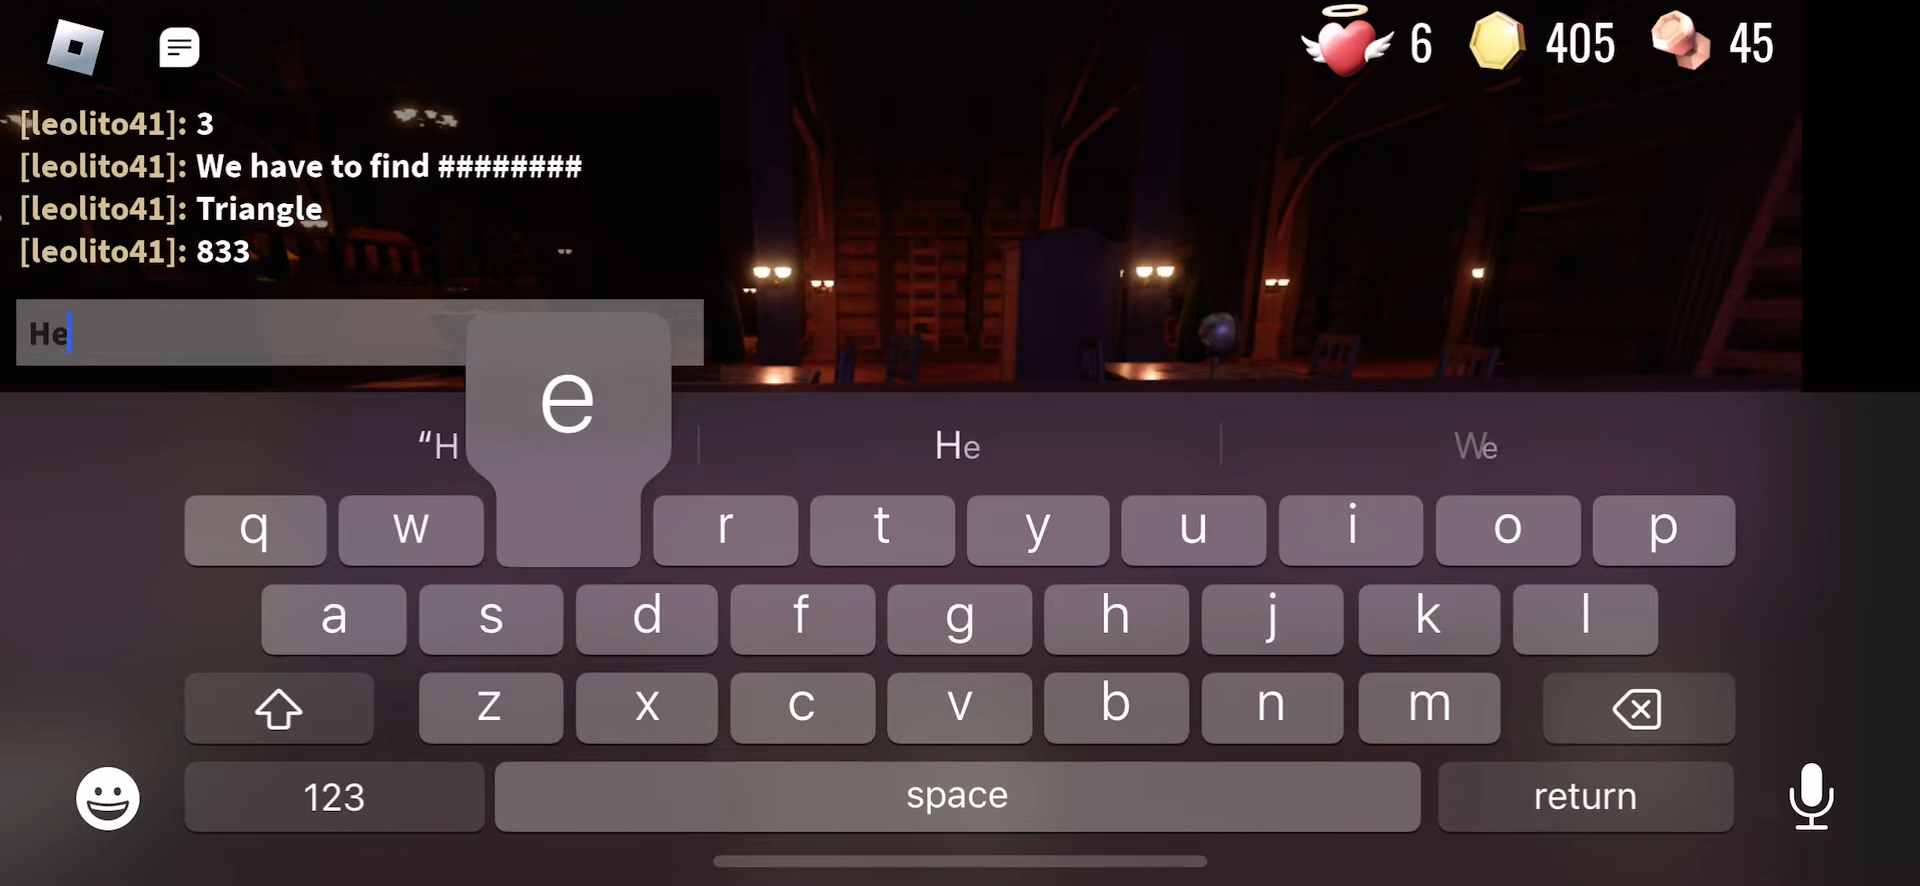 6 405 45
[leolito41]: 3
[leolito41]: We have to find ########
[leolito41]: Triangle
[leolito41]: 833
He
e
“H He We
q w r t y u i o p
a s d f g h j k l
z x c v b n m
123 space return